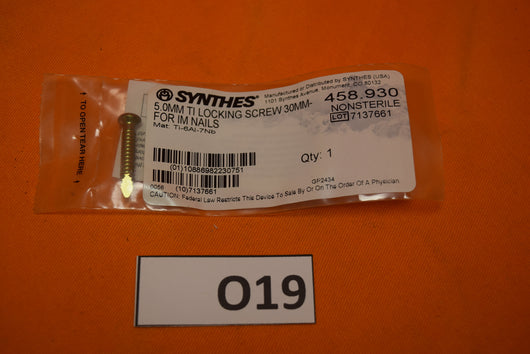 ↑ TO OPEN TEAR HERE ↑
SYNTHES®
Manufactured or Distributed by SYNTHES (USA)
1101 Synthes Avenue, Monument, CO 80132
5.0MM TI LOCKING SCREW 30MM-
FOR IM NAILS
Mat: Ti-6Al-7Nb
458.930
NONSTERILE
LOT 7137661
(01)10886982230751
Qty: 1
0086
(10)7137661
GP2434
CAUTION: Federal Law Restricts This Device To Sale By Or On The Order Of A Physician
O19